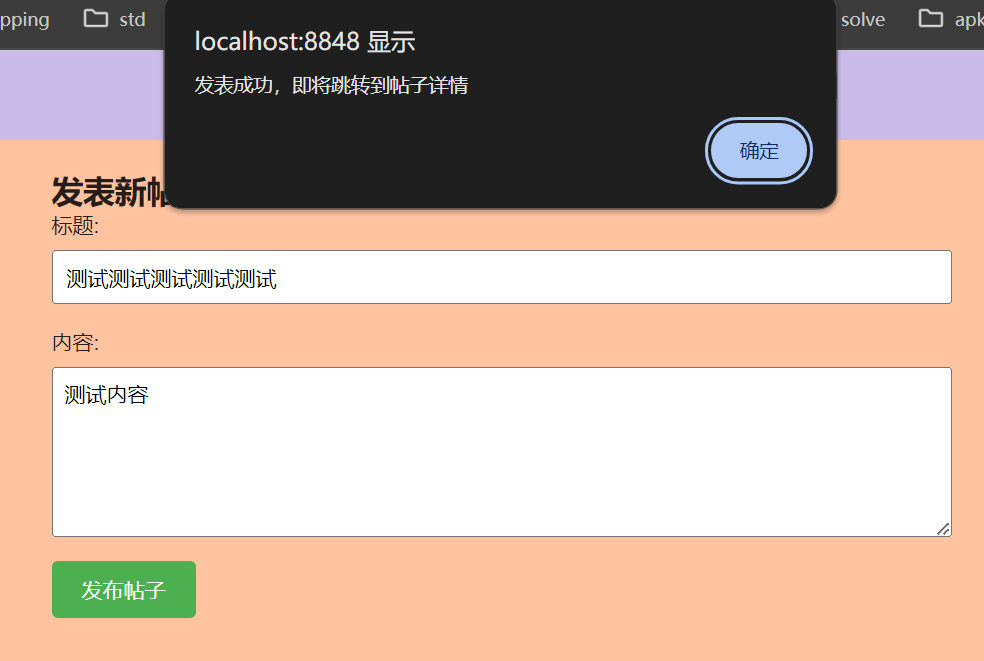 pping std solve apk
localhost:8848 显示
发表成功，即将跳转到帖子详情
确定
发表新帖
标题:
测试测试测试测试测试
内容:
测试内容
发布帖子